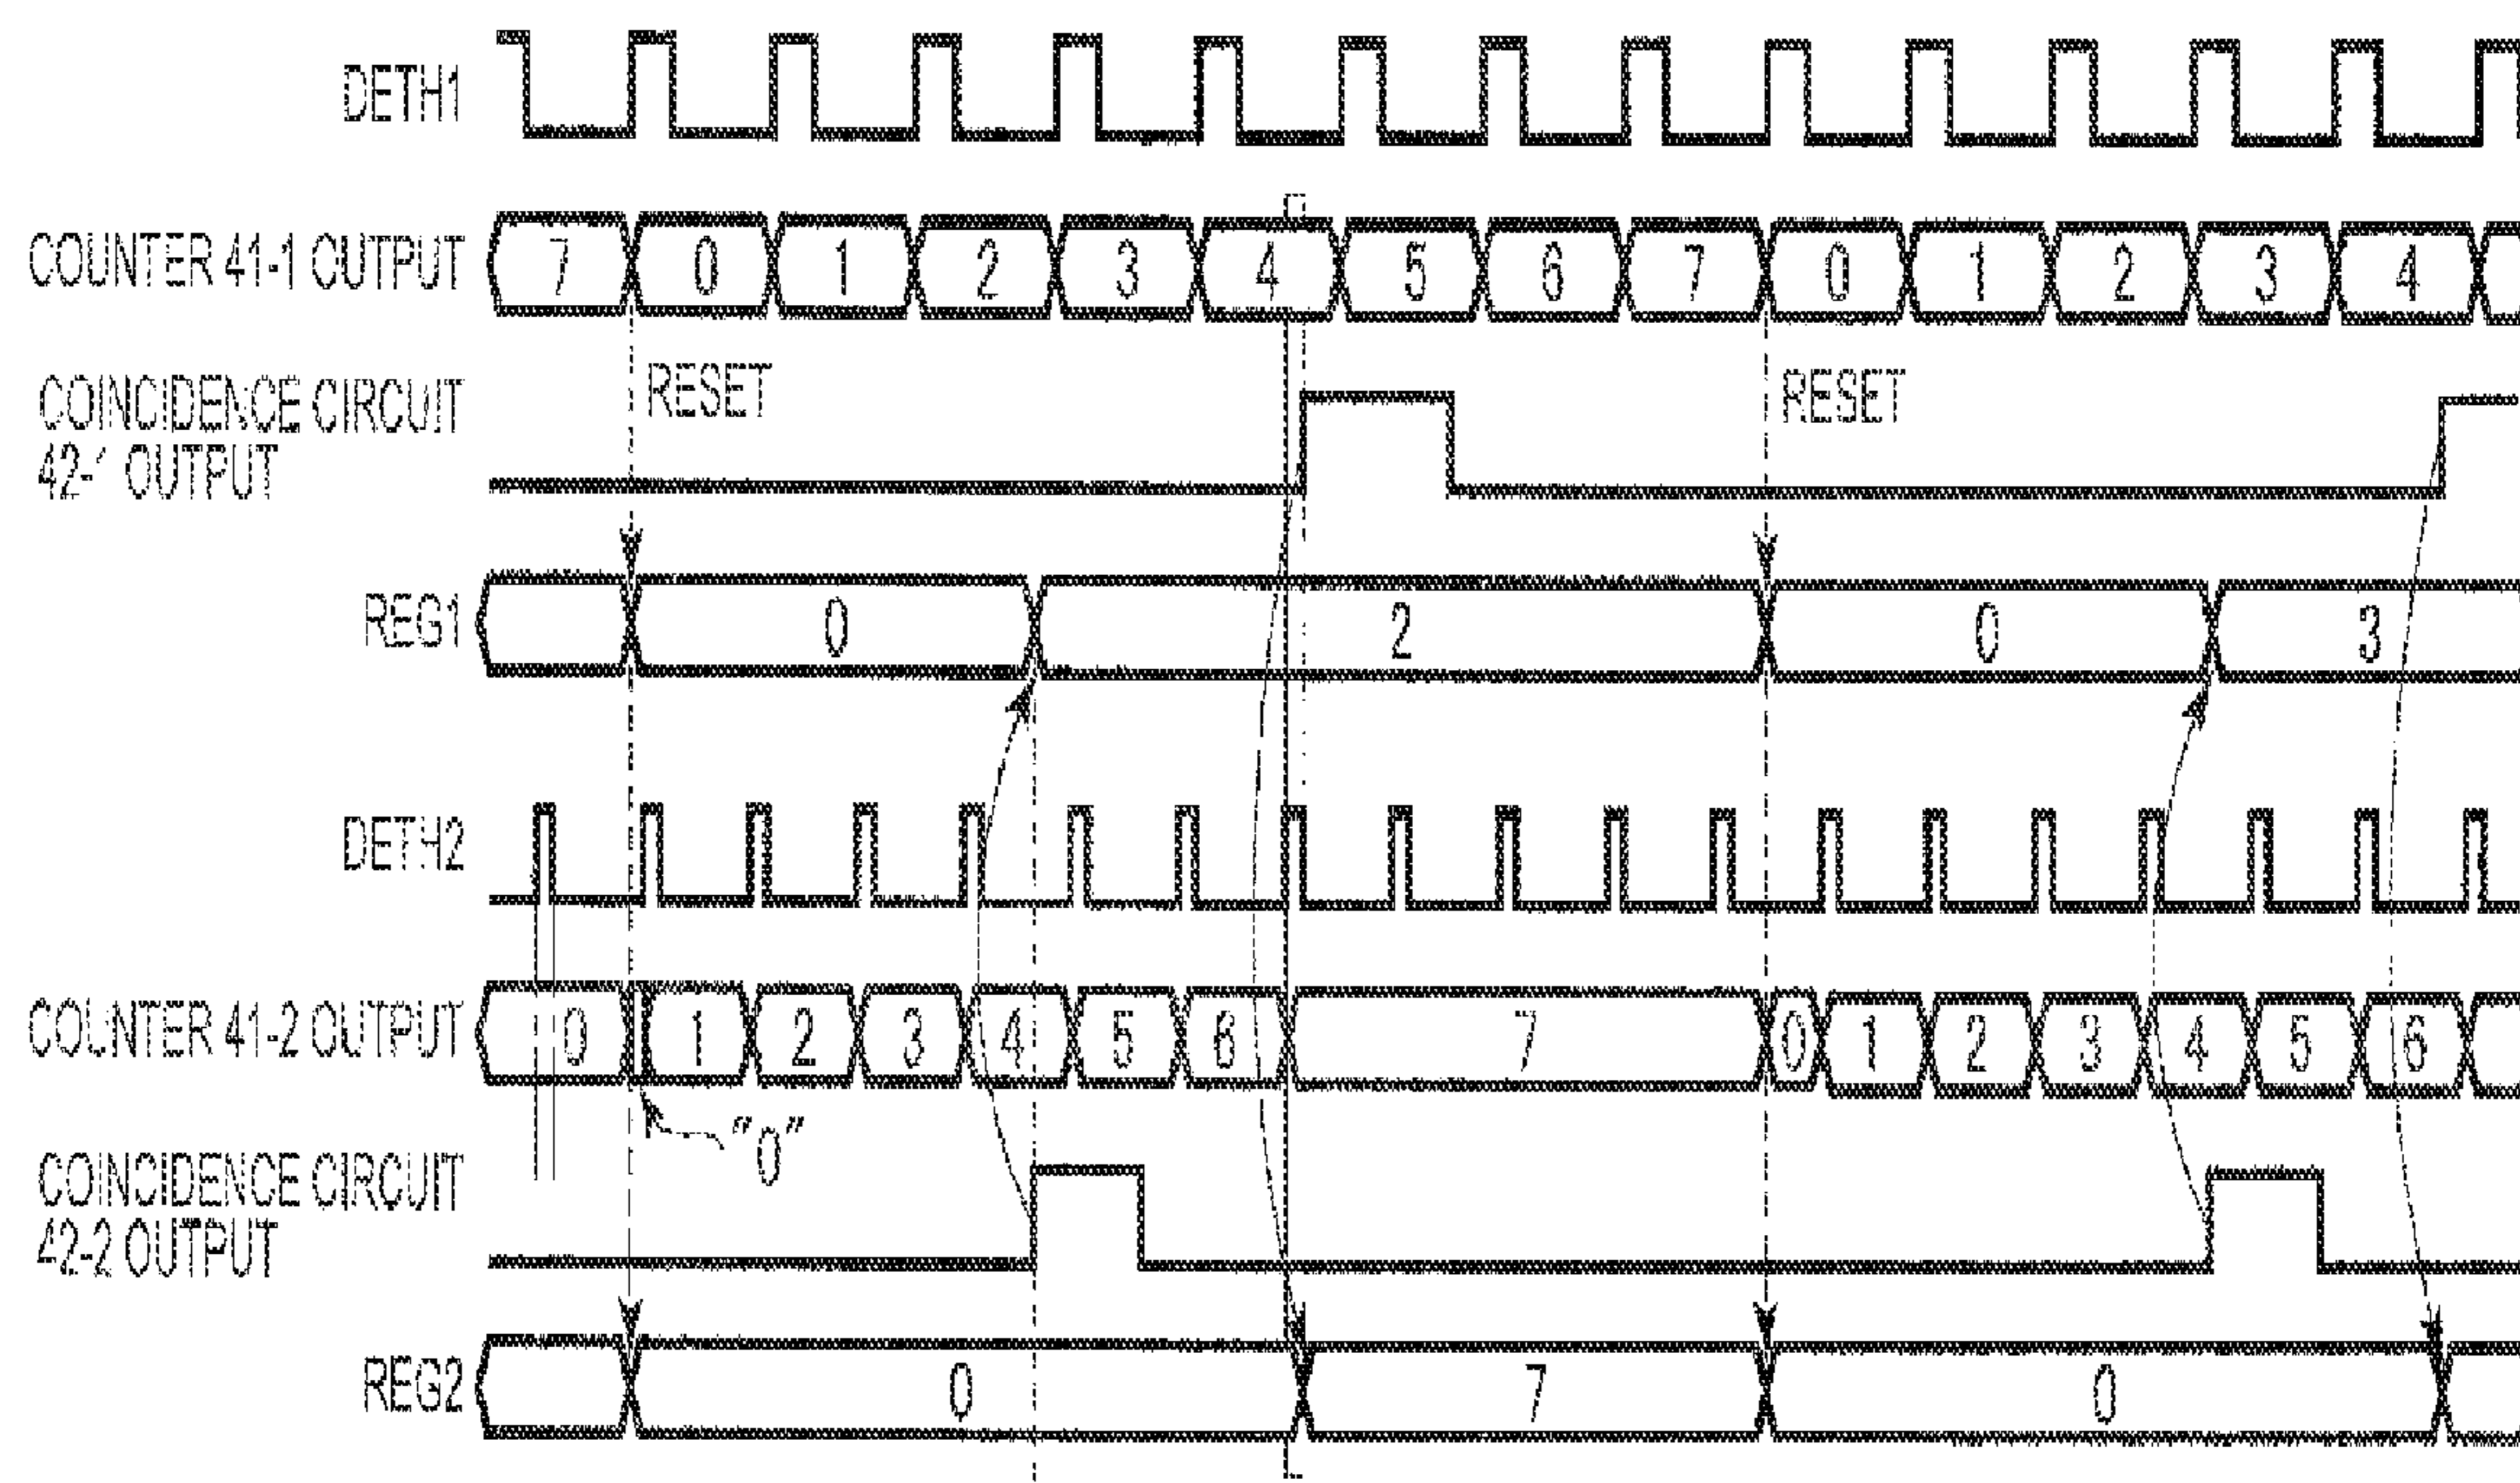 DETH1
COUNTER 41-1 OUTPUT 7 0 1 2 3 4 5 6 7 0 1 2 3 4
RESET RESET
COINCIDENCE CIRCUIT
42-1 OUTPUT
REG1 0 2 0 3
DETH2
COUNTER 41-2 OUTPUT 0 1 2 3 4 5 6 7 0 1 2 3 4 5 6
"0"
COINCIDENCE CIRCUIT
42-2 OUTPUT
REG2 0 7 0